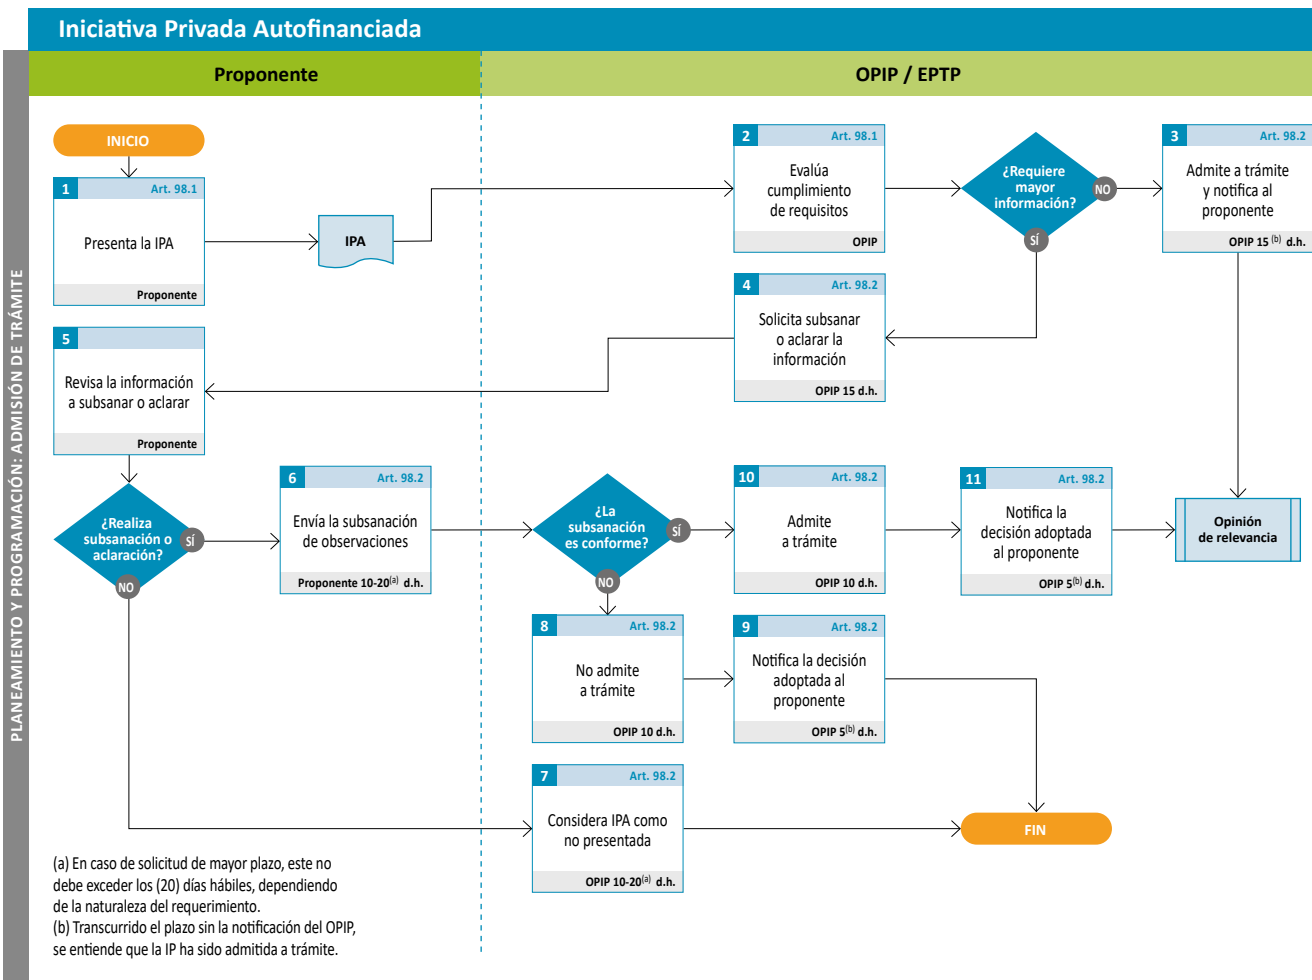 Iniciativa Privada Autofinanciada
PLANEAMIENTO Y PROGRAMACIÓN: ADMISIÓN DE TRÁMITE
Proponente
OPIP / EPTP
INICIO
1 Art. 98.1
Presenta la IPA
Proponente
IPA
2 Art. 98.1
Evalúa
cumplimiento
de requisitos
OPIP
¿Requiere
mayor
información?
NO
SÍ
3 Art. 98.2
Admite a trámite
y notifica al
proponente
OPIP 15 (b) d.h.
4 Art. 98.2
Solicita subsanar
o aclarar la
información
OPIP 15 d.h.
5
Revisa la información
a subsanar o aclarar
Proponente
¿Realiza
subsanación o
aclaración?
SÍ
NO
6 Art. 98.2
Envía la subsanación
de observaciones
Proponente 10-20(a) d.h.
¿La
subsanación
es conforme?
SÍ
NO
10 Art. 98.2
Admite
a trámite
OPIP 10 d.h.
11 Art. 98.2
Notifica la
decisión adoptada
al proponente
OPIP 5(b) d.h.
Opinión
de relevancia
8 Art. 98.2
No admite
a trámite
OPIP 10 d.h.
9 Art. 98.2
Notifica la decisión
adoptada al
proponente
OPIP 5(b) d.h.
7 Art. 98.2
Considera IPA como
no presentada
OPIP 10-20(a) d.h.
FIN
(a) En caso de solicitud de mayor plazo, este no
debe exceder los (20) días hábiles, dependiendo
de la naturaleza del requerimiento.
(b) Transcurrido el plazo sin la notificación del OPIP,
se entiende que la IP ha sido admitida a trámite.